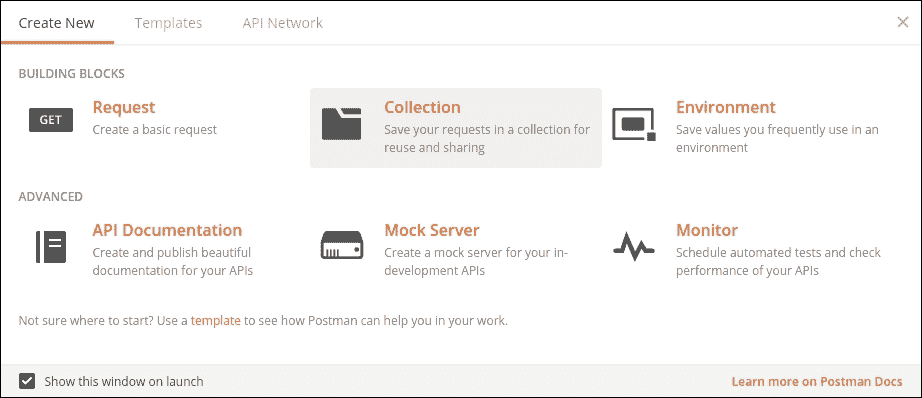 Create New
Templates
API Network
BUILDING BLOCKS
GET
Request
Create a basic request
Collection
Save your requests in a collection for
reuse and sharing
Environment
Save values you frequently use in an
environment
ADVANCED
API Documentation
Create and publish beautiful
documentation for your APIs
Mock Server
Create a mock server for your in-
development APIs
Monitor
Schedule automated tests and check
performance of your APIs
Not sure where to start? Use a template to see how Postman can help you in your work.
Show this window on launch
Learn more on Postman Docs